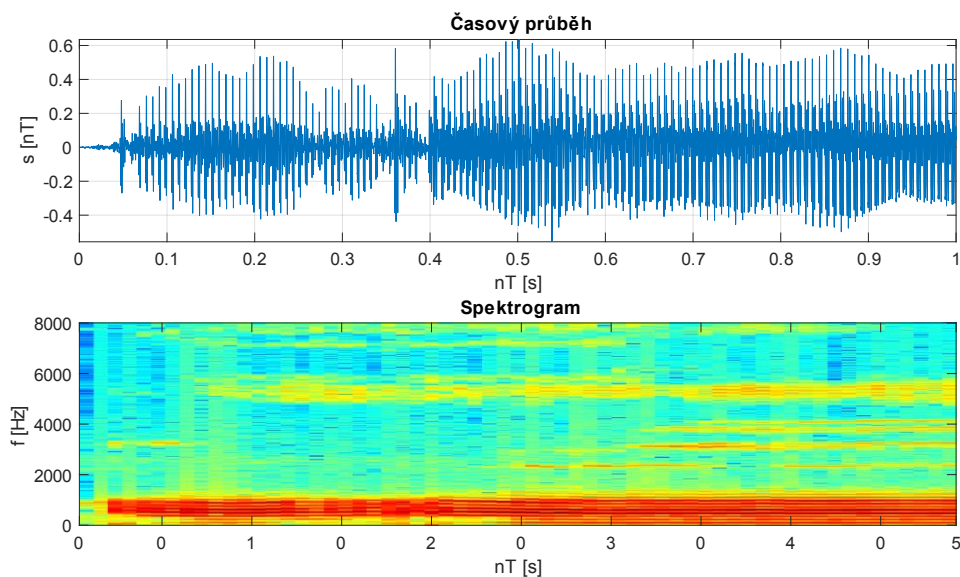 Časový průběh
0.6
0.4
0.2
0
-0.2
-0.4
s [nT]
0 0.1 0.2 0.3 0.4 0.5 0.6 0.7 0.8 0.9 1
nT [s]
Spektrogram
8000
6000
4000
2000
0
f [Hz]
0 0 1 0 2 0 3 0 4 0 5
nT [s]